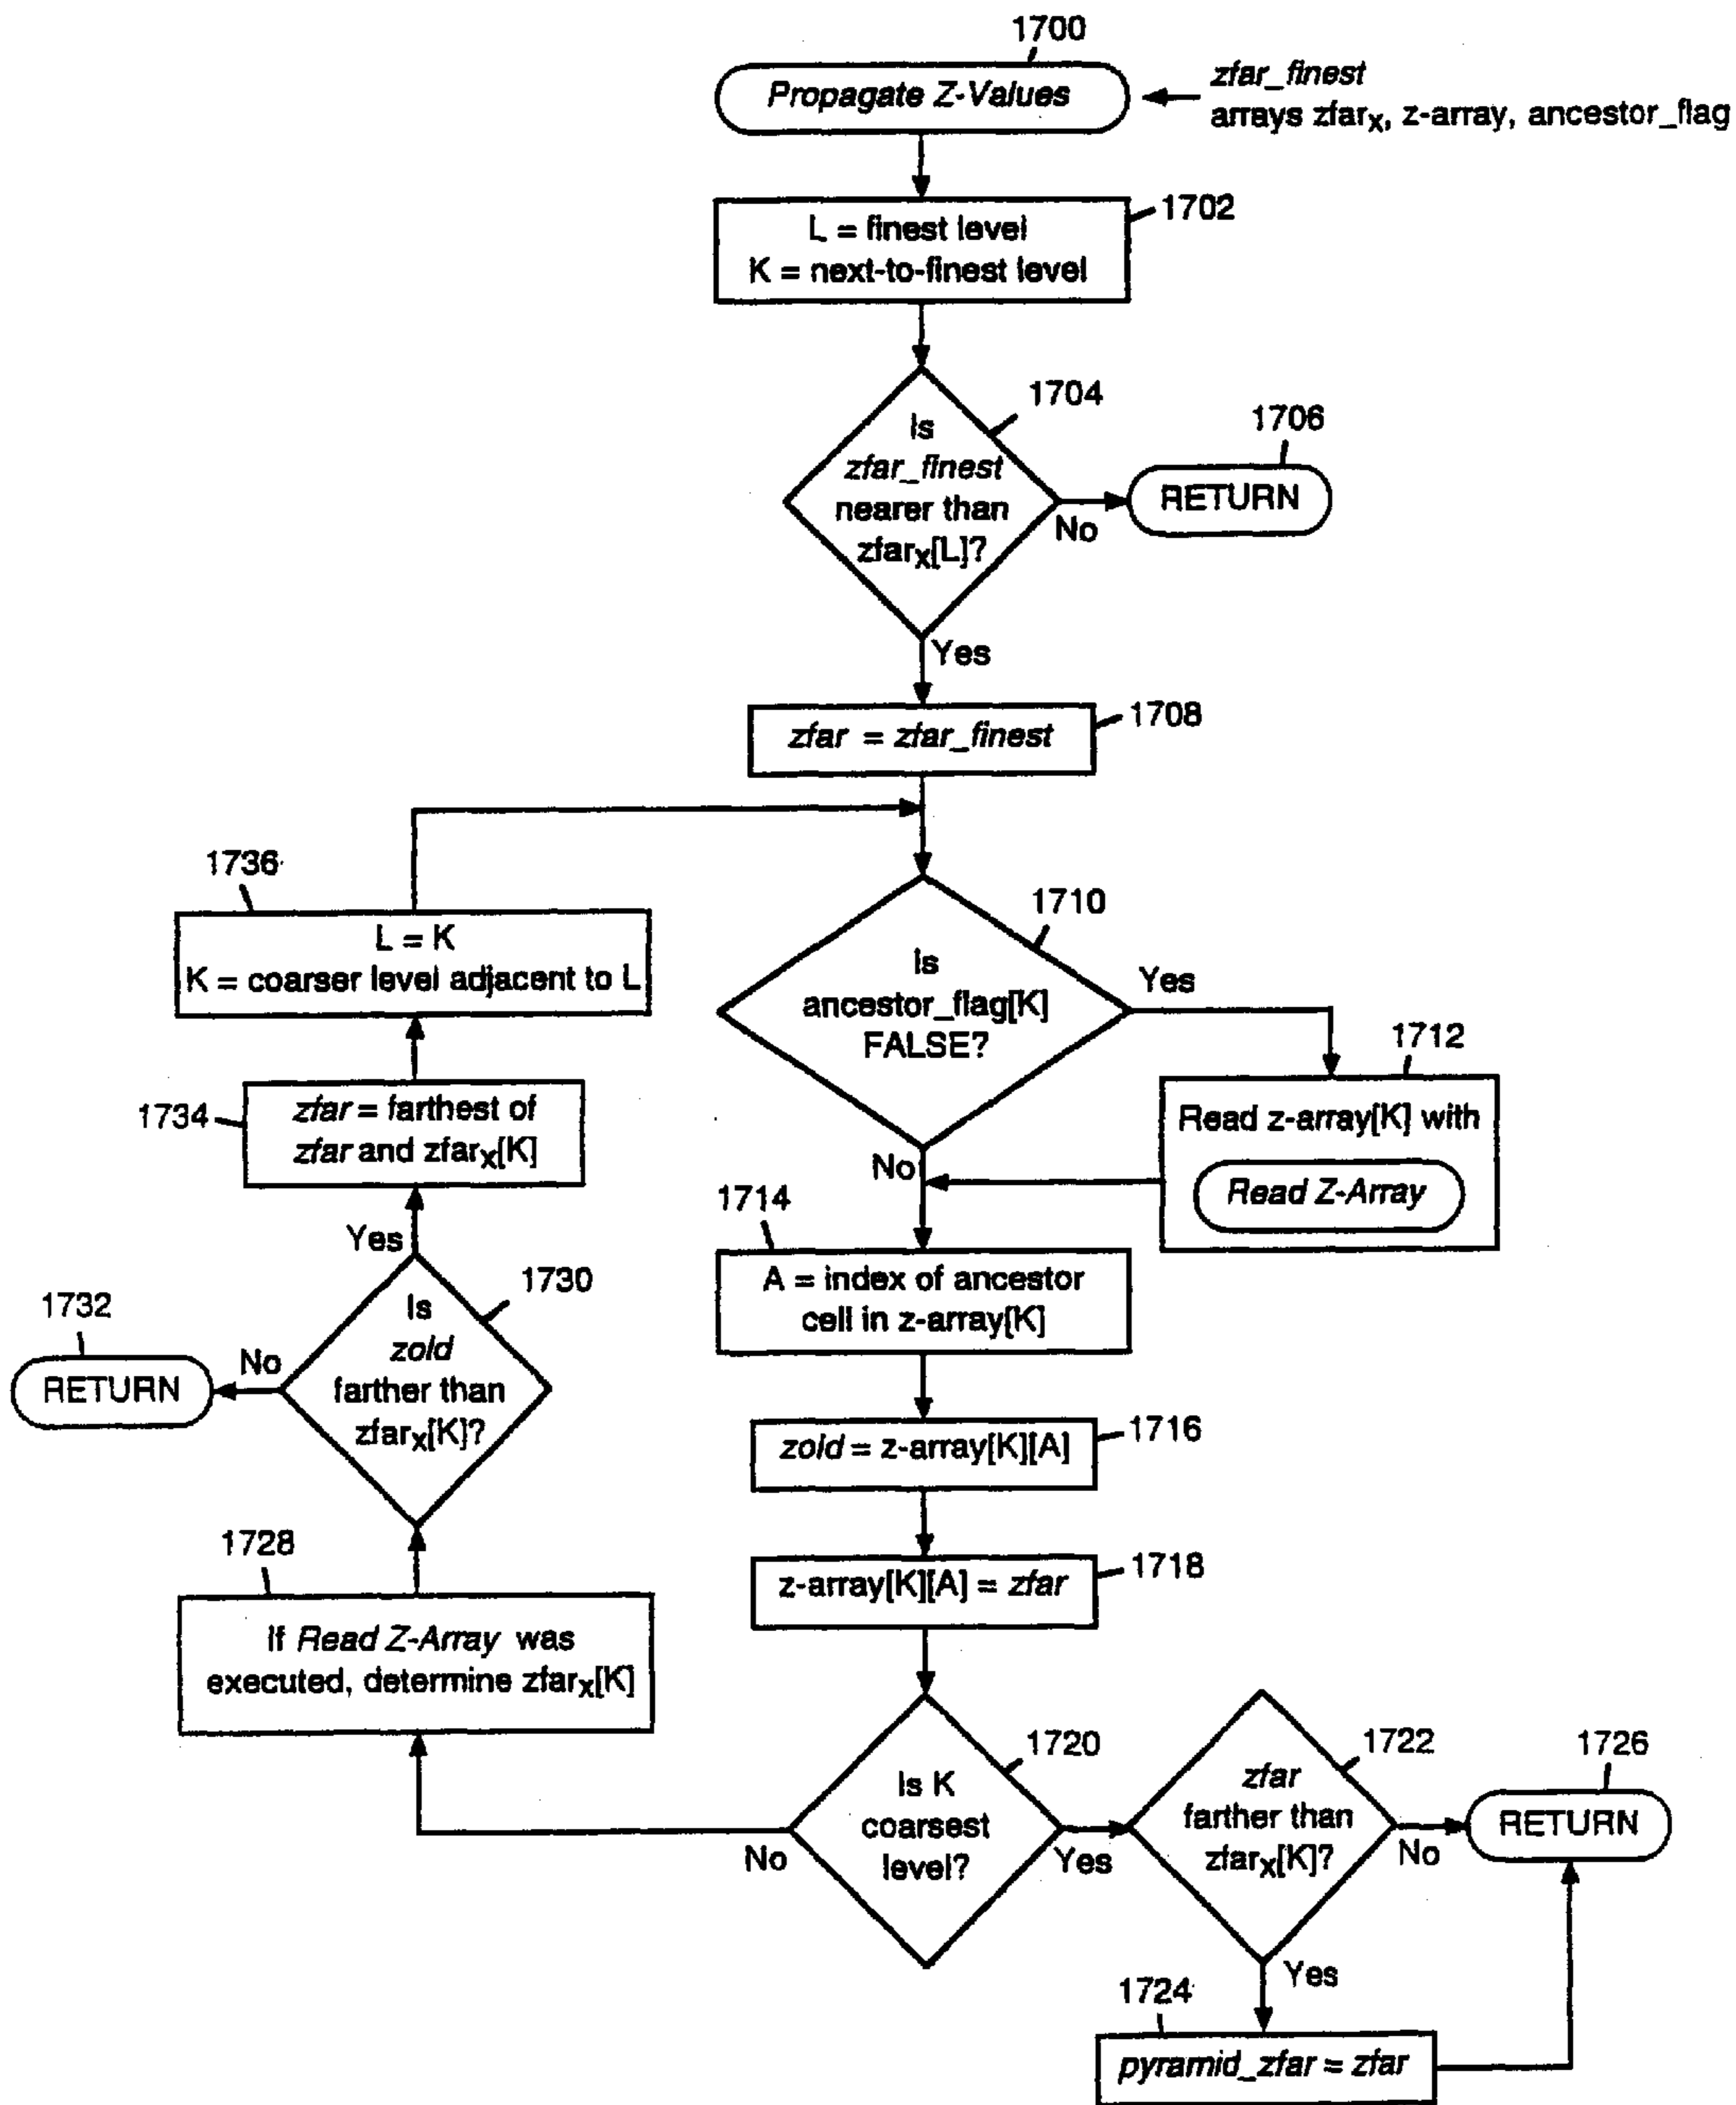 1700
Propagate Z-Values
zfar_finest
arrays zfarx, z-array, ancestor_flag
1702
L = finest level
K = next-to-finest level
1704
Is
zfar_finest
nearer than
zfarx[L]?
No
1706
RETURN
Yes
1708
zfar = zfar_finest
1736
L = K
K = coarser level adjacent to L
1710
Is
ancestor_flag[K]
FALSE?
Yes
1712
Read z-array[K] with
Read Z-Array
No
1734
zfar = farthest of
zfar and zfarx[K]
1714
A = index of ancestor
cell in z-array[K]
Yes
1730
Is
zold
farther than
zfarx[K]?
No
1732
RETURN
1716
zold = z-array[K][A]
1718
z-array[K][A] = zfar
1728
If Read Z-Array was
executed, determine zfarx[K]
1720
Is K
coarsest
level?
No
Yes
1722
zfar
farther than
zfarx[K]?
No
1726
RETURN
Yes
1724
pyramid_zfar = zfar